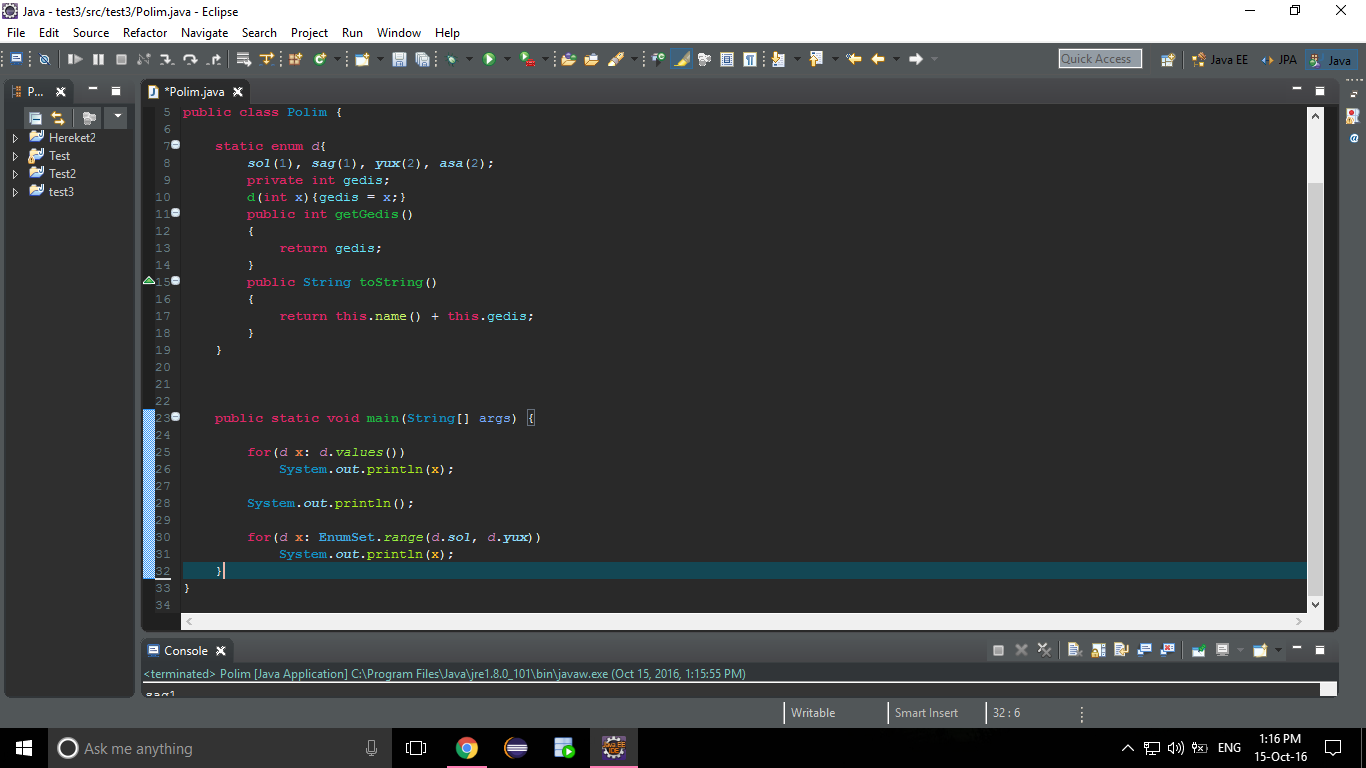 Java - test3/src/test3/Polim.java - Eclipse
File Edit Source Refactor Navigate Search Project Run Window Help
Quick Access Java EE JPA Java
P... *Polim.java
Hereket2
Test
Test2
test3
5 public class Polim {
6
7 static enum d{
8 sol(1), sag(1), yux(2), asa(2);
9 private int gedis;
10 d(int x){gedis = x;}
11 public int getGedis()
12 {
13 return gedis;
14 }
15 public String toString()
16 {
17 return this.name() + this.gedis;
18 }
19 }
20
21
22
23 public static void main(String[] args) {
24
25 for(d x: d.values())
26 System.out.println(x);
27
28 System.out.println();
29
30 for(d x: EnumSet.range(d.sol, d.yux))
31 System.out.println(x);
32 }
33 }
34
Console
<terminated> Polim [Java Application] C:\Program Files\Java\jre1.8.0_101\bin\javaw.exe (Oct 15, 2016, 1:15:55 PM)
sag1
Writable Smart Insert 32 : 6
Ask me anything ENG 1:16 PM
15-Oct-16